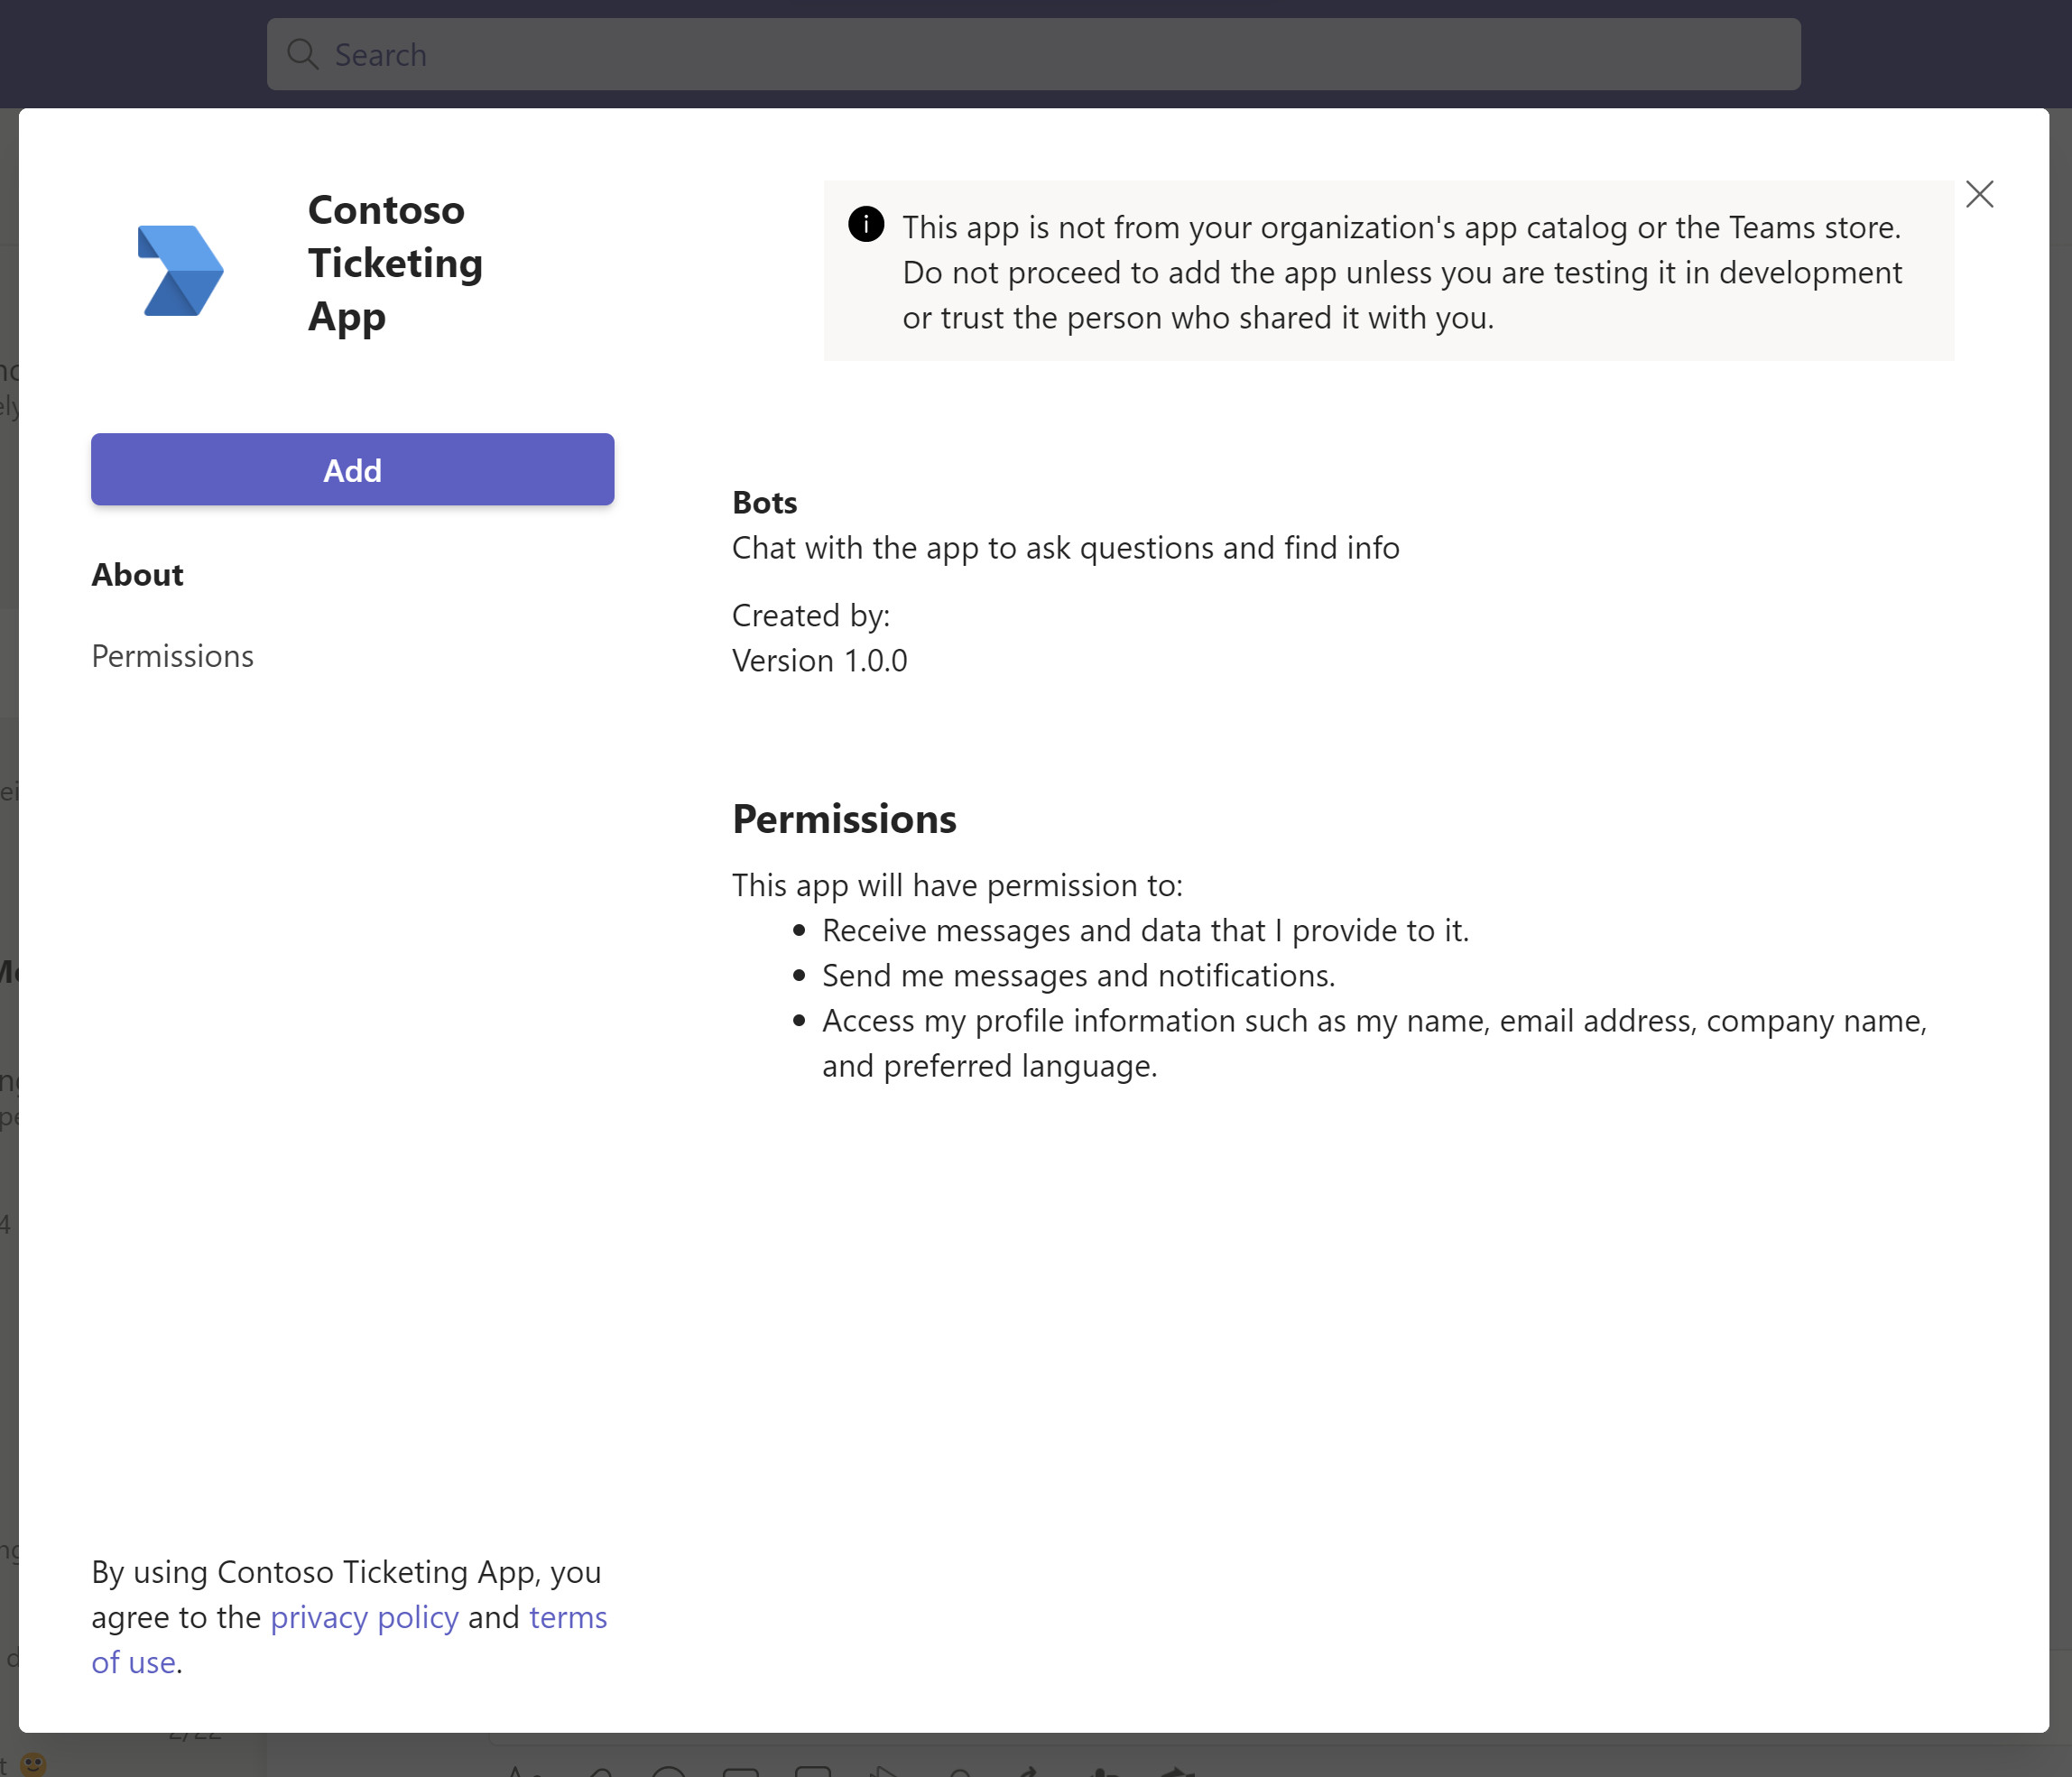 Search
Contoso
Ticketing
App
This app is not from your organization's app catalog or the Teams store.
Do not proceed to add the app unless you are testing it in development
or trust the person who shared it with you.
Add
About
Permissions
Bots
Chat with the app to ask questions and find info
Created by:
Version 1.0.0
Permissions
This app will have permission to:
Receive messages and data that I provide to it.
Send me messages and notifications.
Access my profile information such as my name, email address, company name,
and preferred language.
By using Contoso Ticketing App, you
agree to the privacy policy and terms
of use.